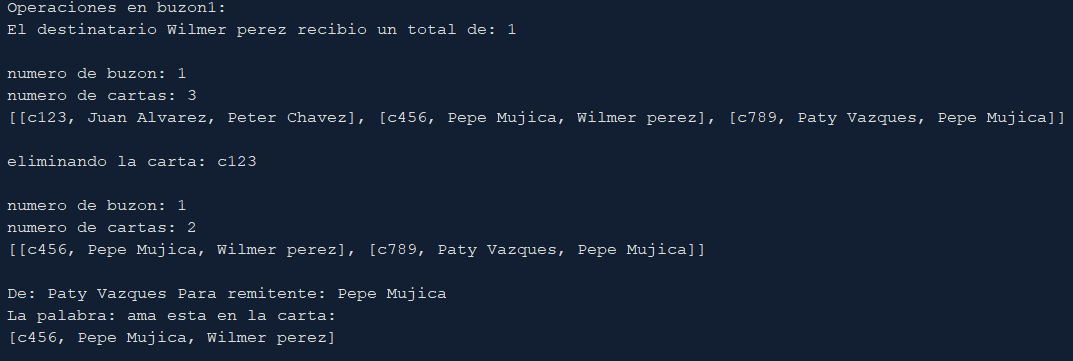 Operaciones en buzon1:
El destinatario Wilmer perez recibio un total de: 1
numero de buzon: 1
numero de cartas: 3
[[c123, Juan Alvarez, Peter Chavez], [c456, Pepe Mujica, Wilmer perez], [c789, Paty Vazques, Pepe Mujica]]
eliminando la carta: c123
numero de buzon: 1
numero de cartas: 2
[[c456, Pepe Mujica, Wilmer perez], [c789, Paty Vazques, Pepe Mujica]]
De: Paty Vazques Para remitente: Pepe Mujica
La palabra: ama esta en la carta:
[c456, Pepe Mujica, Wilmer perez]